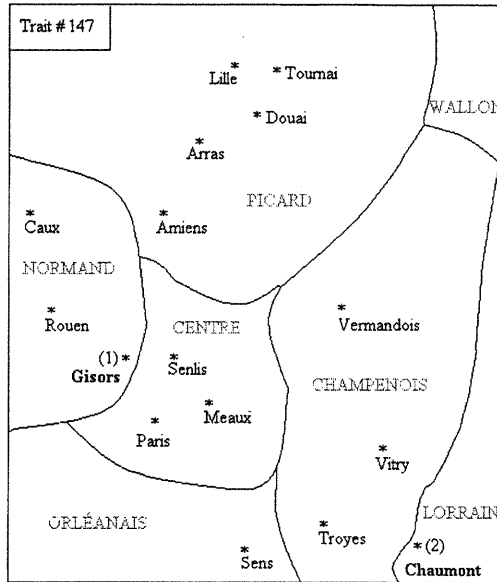 Trait # 147
* Lille
* Tournai
WALLON
* Douai
* Arras
PICARD
* Caux
* Amiens
NORMAND
* Rouen
CENTRE
* Vermandois
(1) *
Gisors
* Senlis
CHAMPENOIS
* Meaux
* Paris
* Vitry
ORLÉANAIS
LORRAIN
* Troyes
* (2)
* Sens
Chaumont